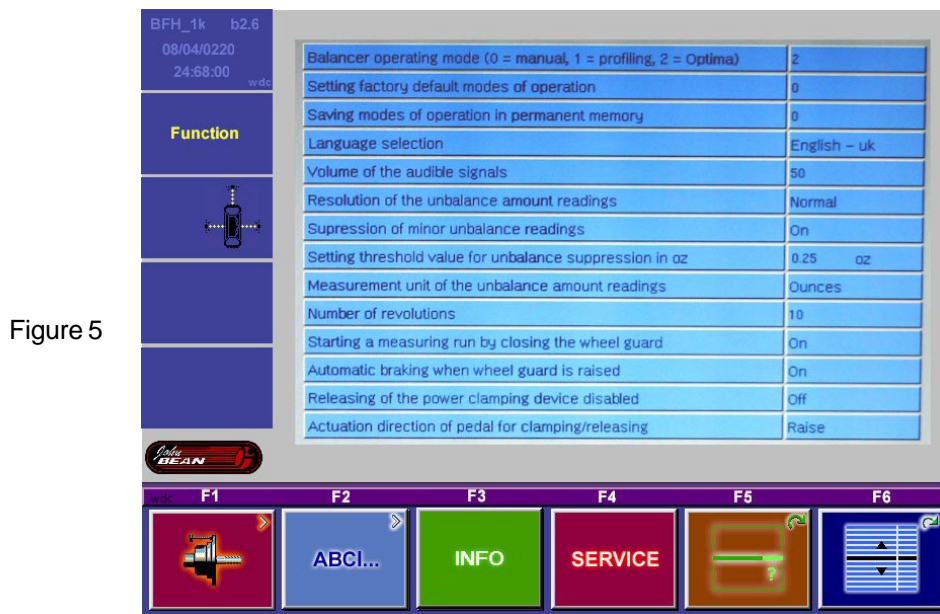 Figure 5
BFH_1k b2.6
08/04/0220
24:68:00
wdc
Function
Balancer operating mode (0 = manual, 1 = profiling, 2 = Optima) 2
Setting factory default modes of operation 0
Saving modes of operation in permanent memory 0
Language selection English – uk
Volume of the audible signals 50
Resolution of the unbalance amount readings Normal
Supression of minor unbalance readings On
Setting threshold value for unbalance suppression in oz 0.25 oz
Measurement unit of the unbalance amount readings Ounces
Number of revolutions 10
Starting a measuring run by closing the wheel guard On
Automatic braking when wheel guard is raised On
Releasing of the power clamping device disabled Off
Actuation direction of pedal for clamping/releasing Raise
John
BEAN
wdc F1 F2 F3 F4 F5 F6
ABCI... INFO SERVICE ?